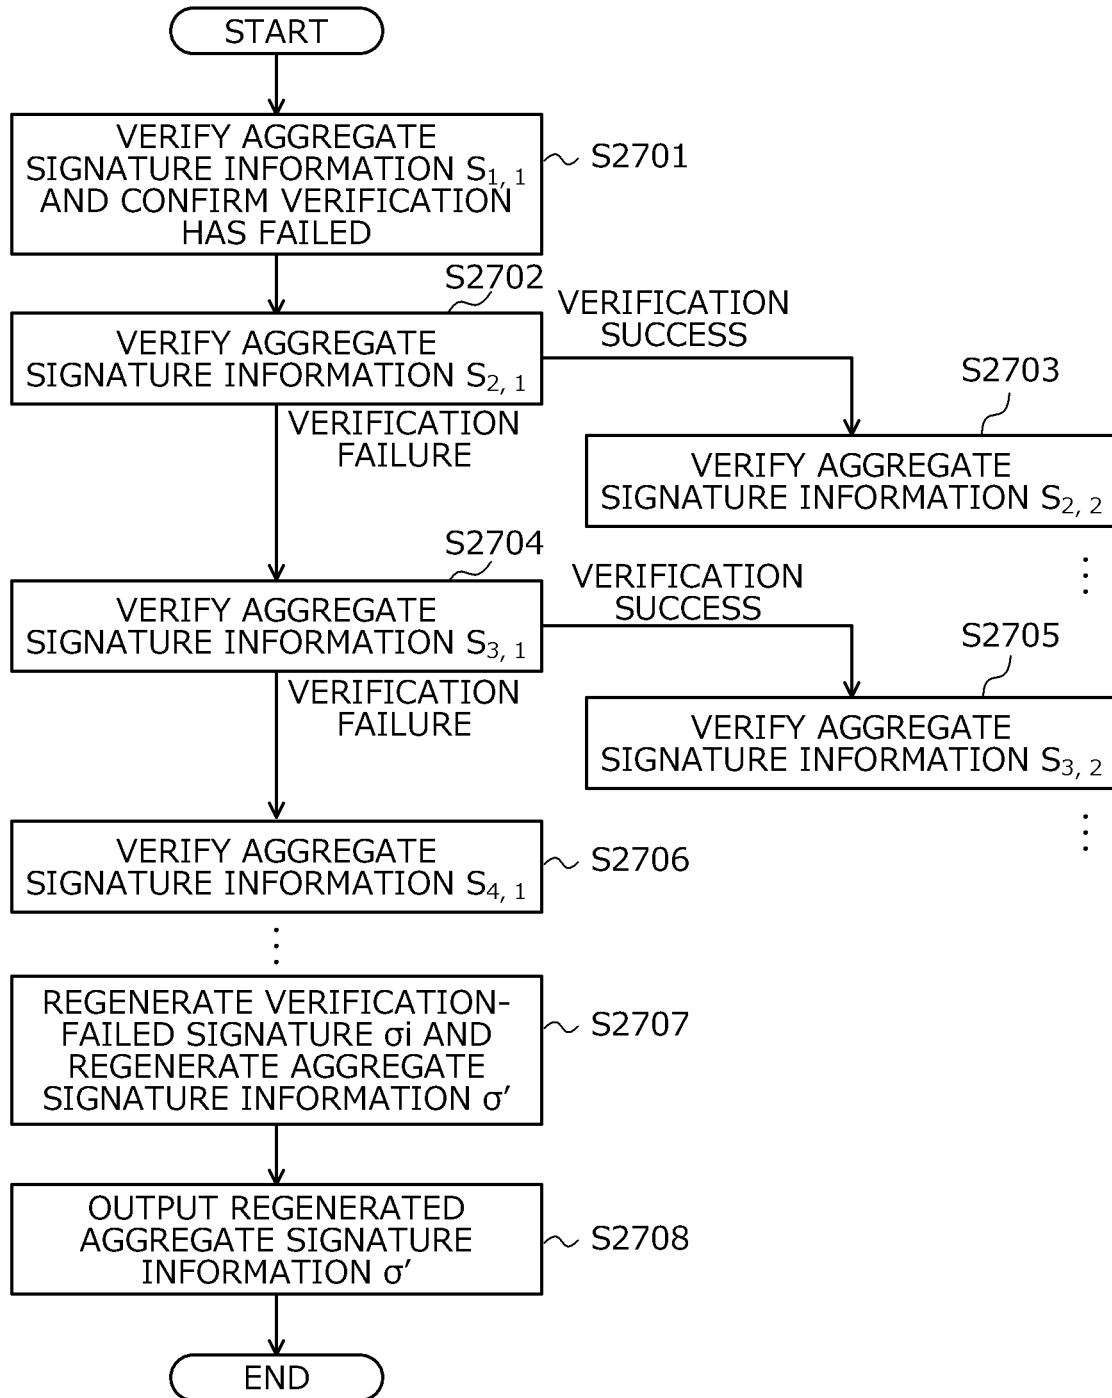 START
VERIFY AGGREGATE
SIGNATURE INFORMATION S1, 1
AND CONFIRM VERIFICATION
HAS FAILED
S2701
S2702
VERIFY AGGREGATE
SIGNATURE INFORMATION S2, 1
VERIFICATION
SUCCESS
VERIFICATION
FAILURE
S2703
VERIFY AGGREGATE
SIGNATURE INFORMATION S2, 2
⋮
S2704
VERIFY AGGREGATE
SIGNATURE INFORMATION S3, 1
VERIFICATION
SUCCESS
VERIFICATION
FAILURE
S2705
VERIFY AGGREGATE
SIGNATURE INFORMATION S3, 2
⋮
VERIFY AGGREGATE
SIGNATURE INFORMATION S4, 1
S2706
⋮
REGENERATE VERIFICATION-
FAILED SIGNATURE σi AND
REGENERATE AGGREGATE
SIGNATURE INFORMATION σ’
S2707
OUTPUT REGENERATED
AGGREGATE SIGNATURE
INFORMATION σ’
S2708
END